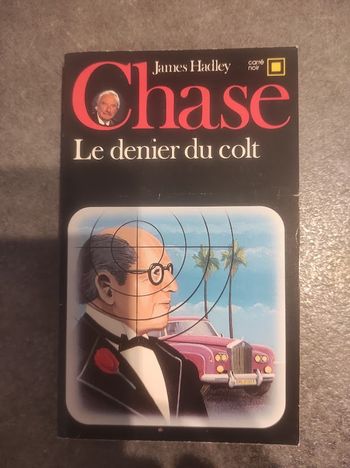 James Hadley
carré
noir
Chase
Le denier du colt